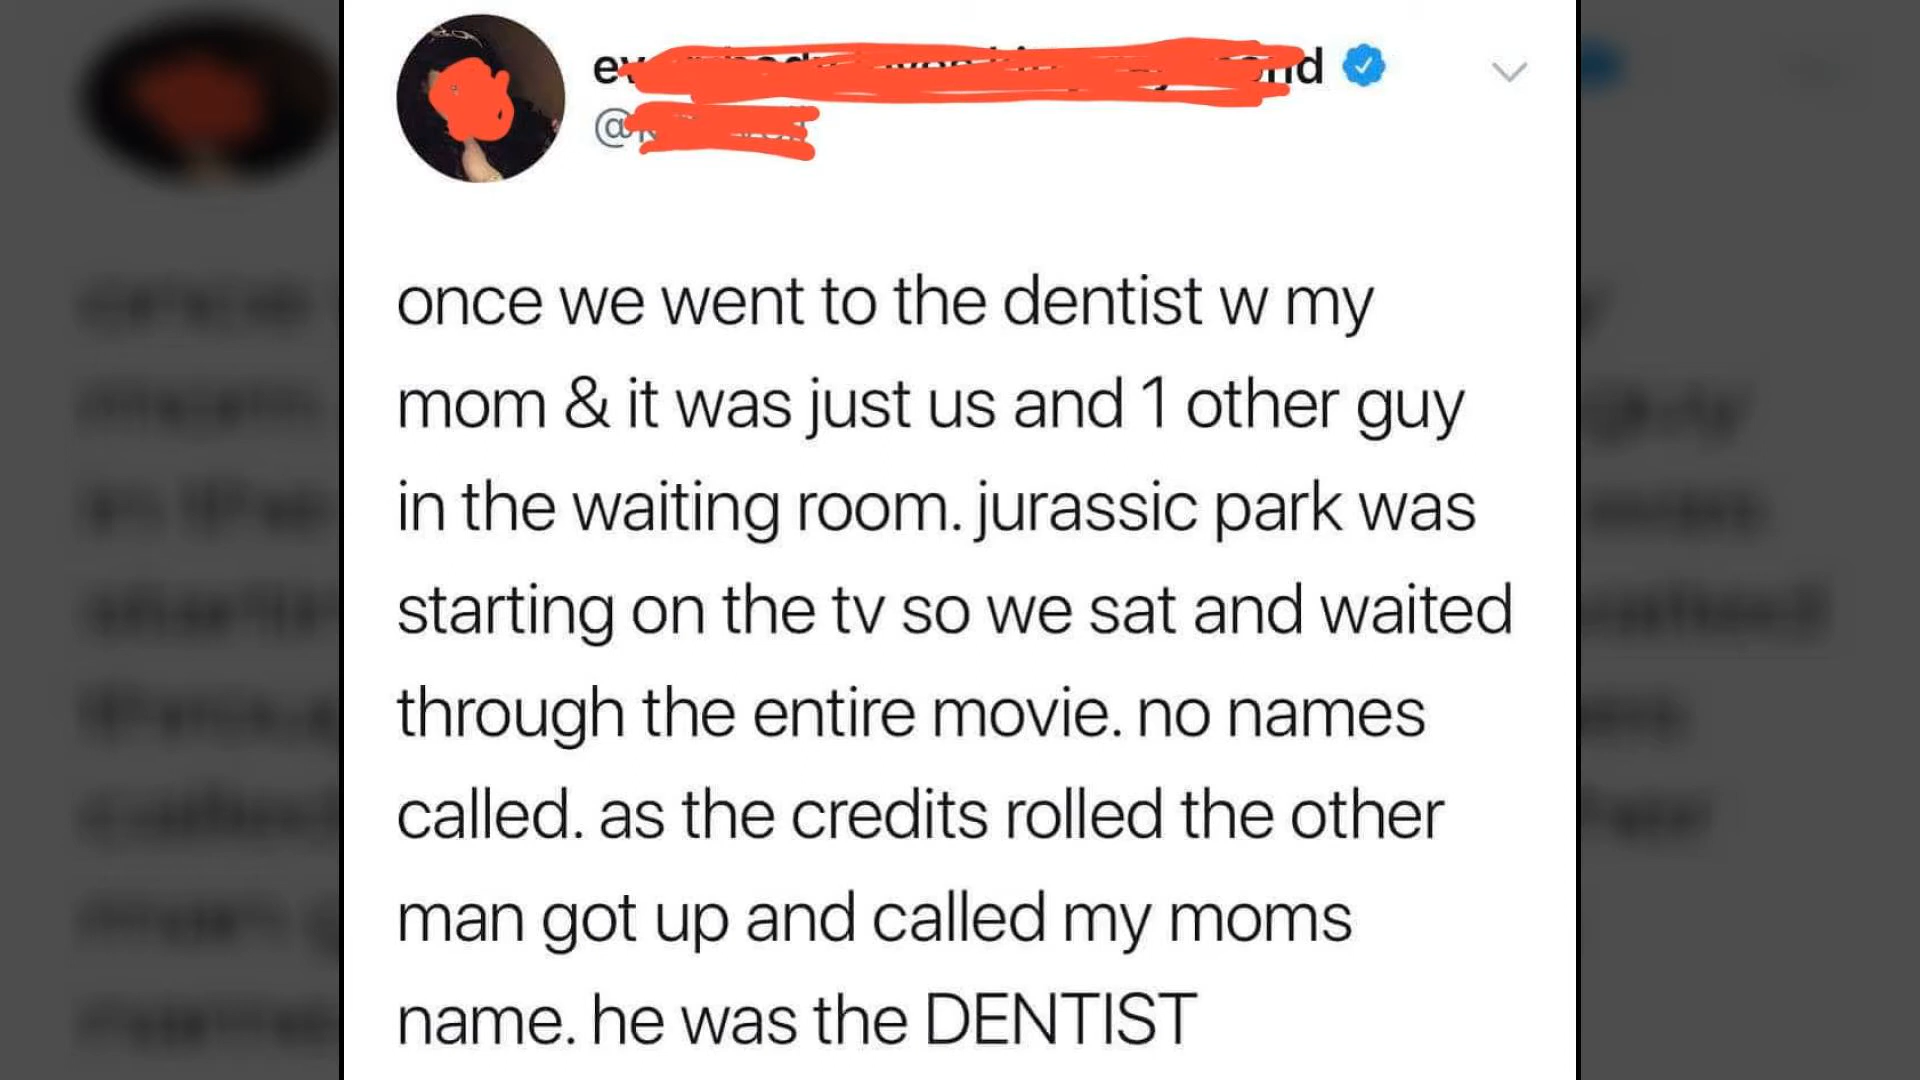 once we went to the dentist w my
mom & it was just us and 1 other guy
in the waiting room. jurassic park was
starting on the tv so we sat and waited
through the entire movie. no names
called. as the credits rolled the other
man got up and called my moms
name. he was the DENTIST